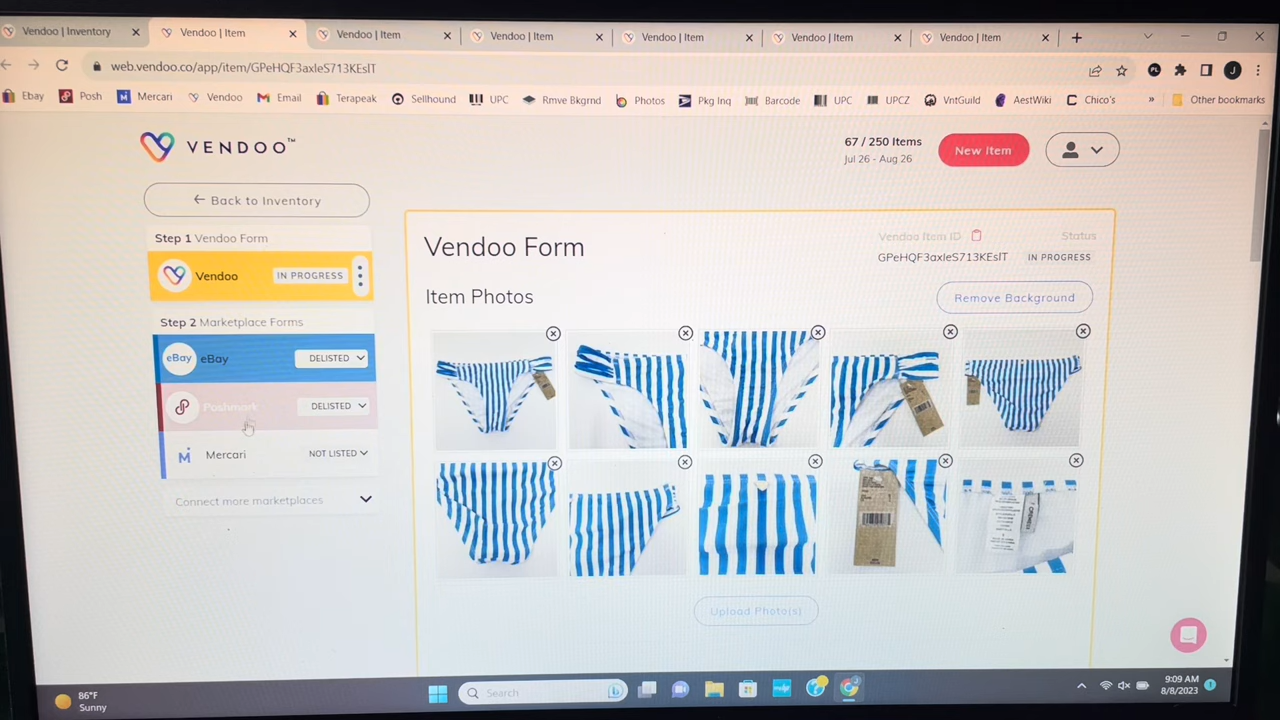 Vendoo | Inventory
Vendoo | Item
Vendoo | Item
Vendoo | Item
Vendoo | Item
Vendoo | Item
Vendoo | Item
web.vendoo.co/app/item/GPeHQF3axIeS713KEsIT
PL
J
Ebay
Posh
Mercari
Vendoo
Email
Terapeak
Sellhound
UPC
Rmve Bkgrnd
Photos
Pkg Inq
Barcode
UPC
UPCZ
VntGuild
AestWiki
Chico's
»
Other bookmarks
VENDOO™
67 / 250 Items
Jul 26 - Aug 26
New Item
← Back to Inventory
Step 1 Vendoo Form
Vendoo
IN PROGRESS
Step 2 Marketplace Forms
eBay
eBay
DELISTED
Poshmark
DELISTED
Mercari
NOT LISTED
Connect more marketplaces
Vendoo Form
Vendoo Item ID
Status
GPeHQF3axIeS713KEsIT
IN PROGRESS
Item Photos
Remove Background
Upload Photo(s)
86°F
Sunny
Search
9:09 AM
8/8/2023